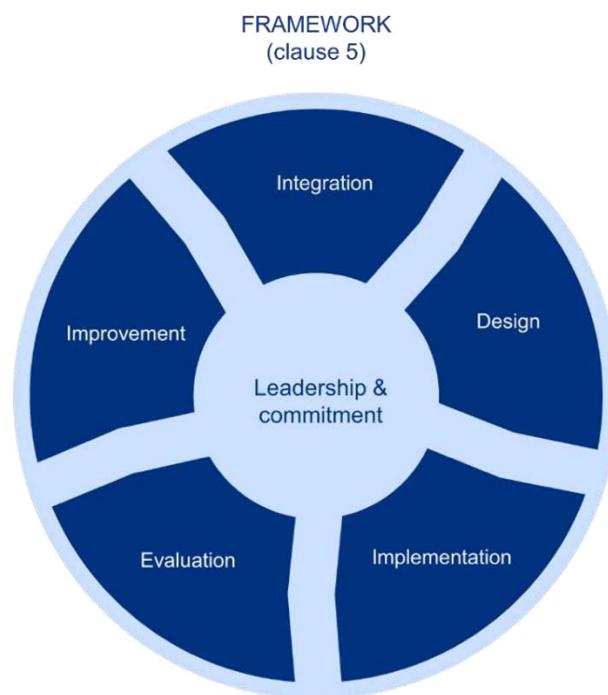 FRAMEWORK
(clause 5)
Integration
Design
Improvement
Leadership &
commitment
Implementation
Evaluation